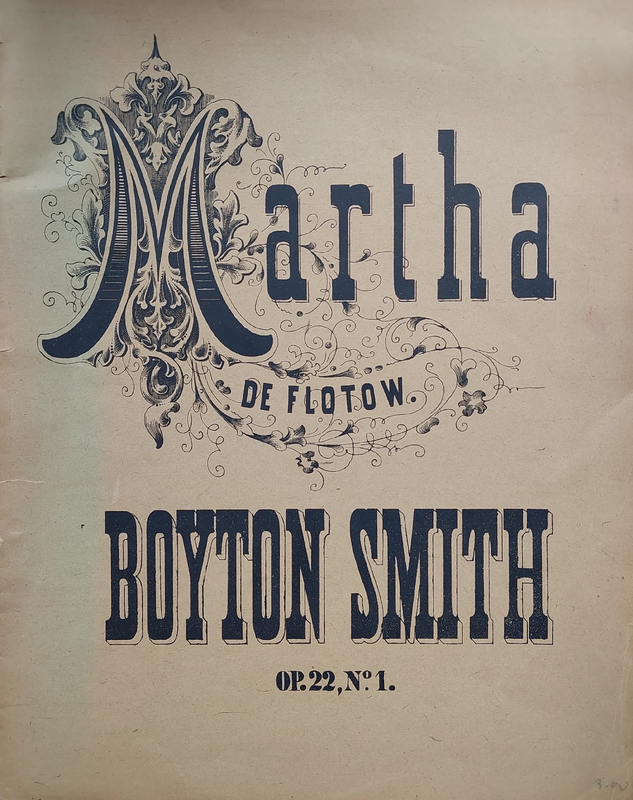 Martha
DE FLOTOW.
BOYTON SMITH
OP. 22, No. 1.